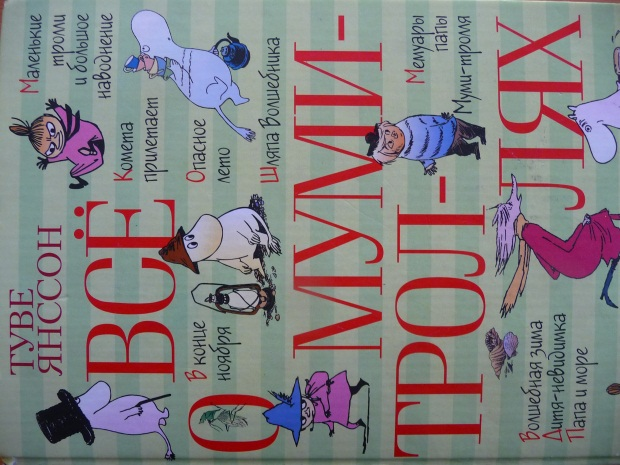 ТУВЕ
ЯНССОН
Маленькие
тролли
и большое
наводнение
ВСЁ
Комета
прилетает
Опасное
лето
В конце
ноября
О
Шляпа Волшебника
МУМИ-
Мемуары
папы
Муми-тролля
ТРОЛ-
ЛЯХ
Волшебная зима
Дитя-невидимка
Папа и море